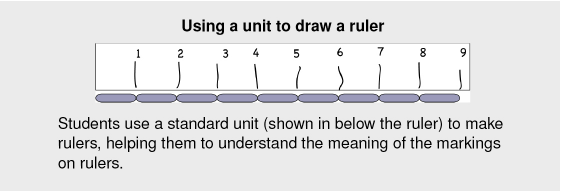 Using a unit to draw a ruler
1 2 3 4 5 6 7 8 9
Students use a standard unit (shown in below the ruler) to make
rulers, helping them to understand the meaning of the markings
on rulers.